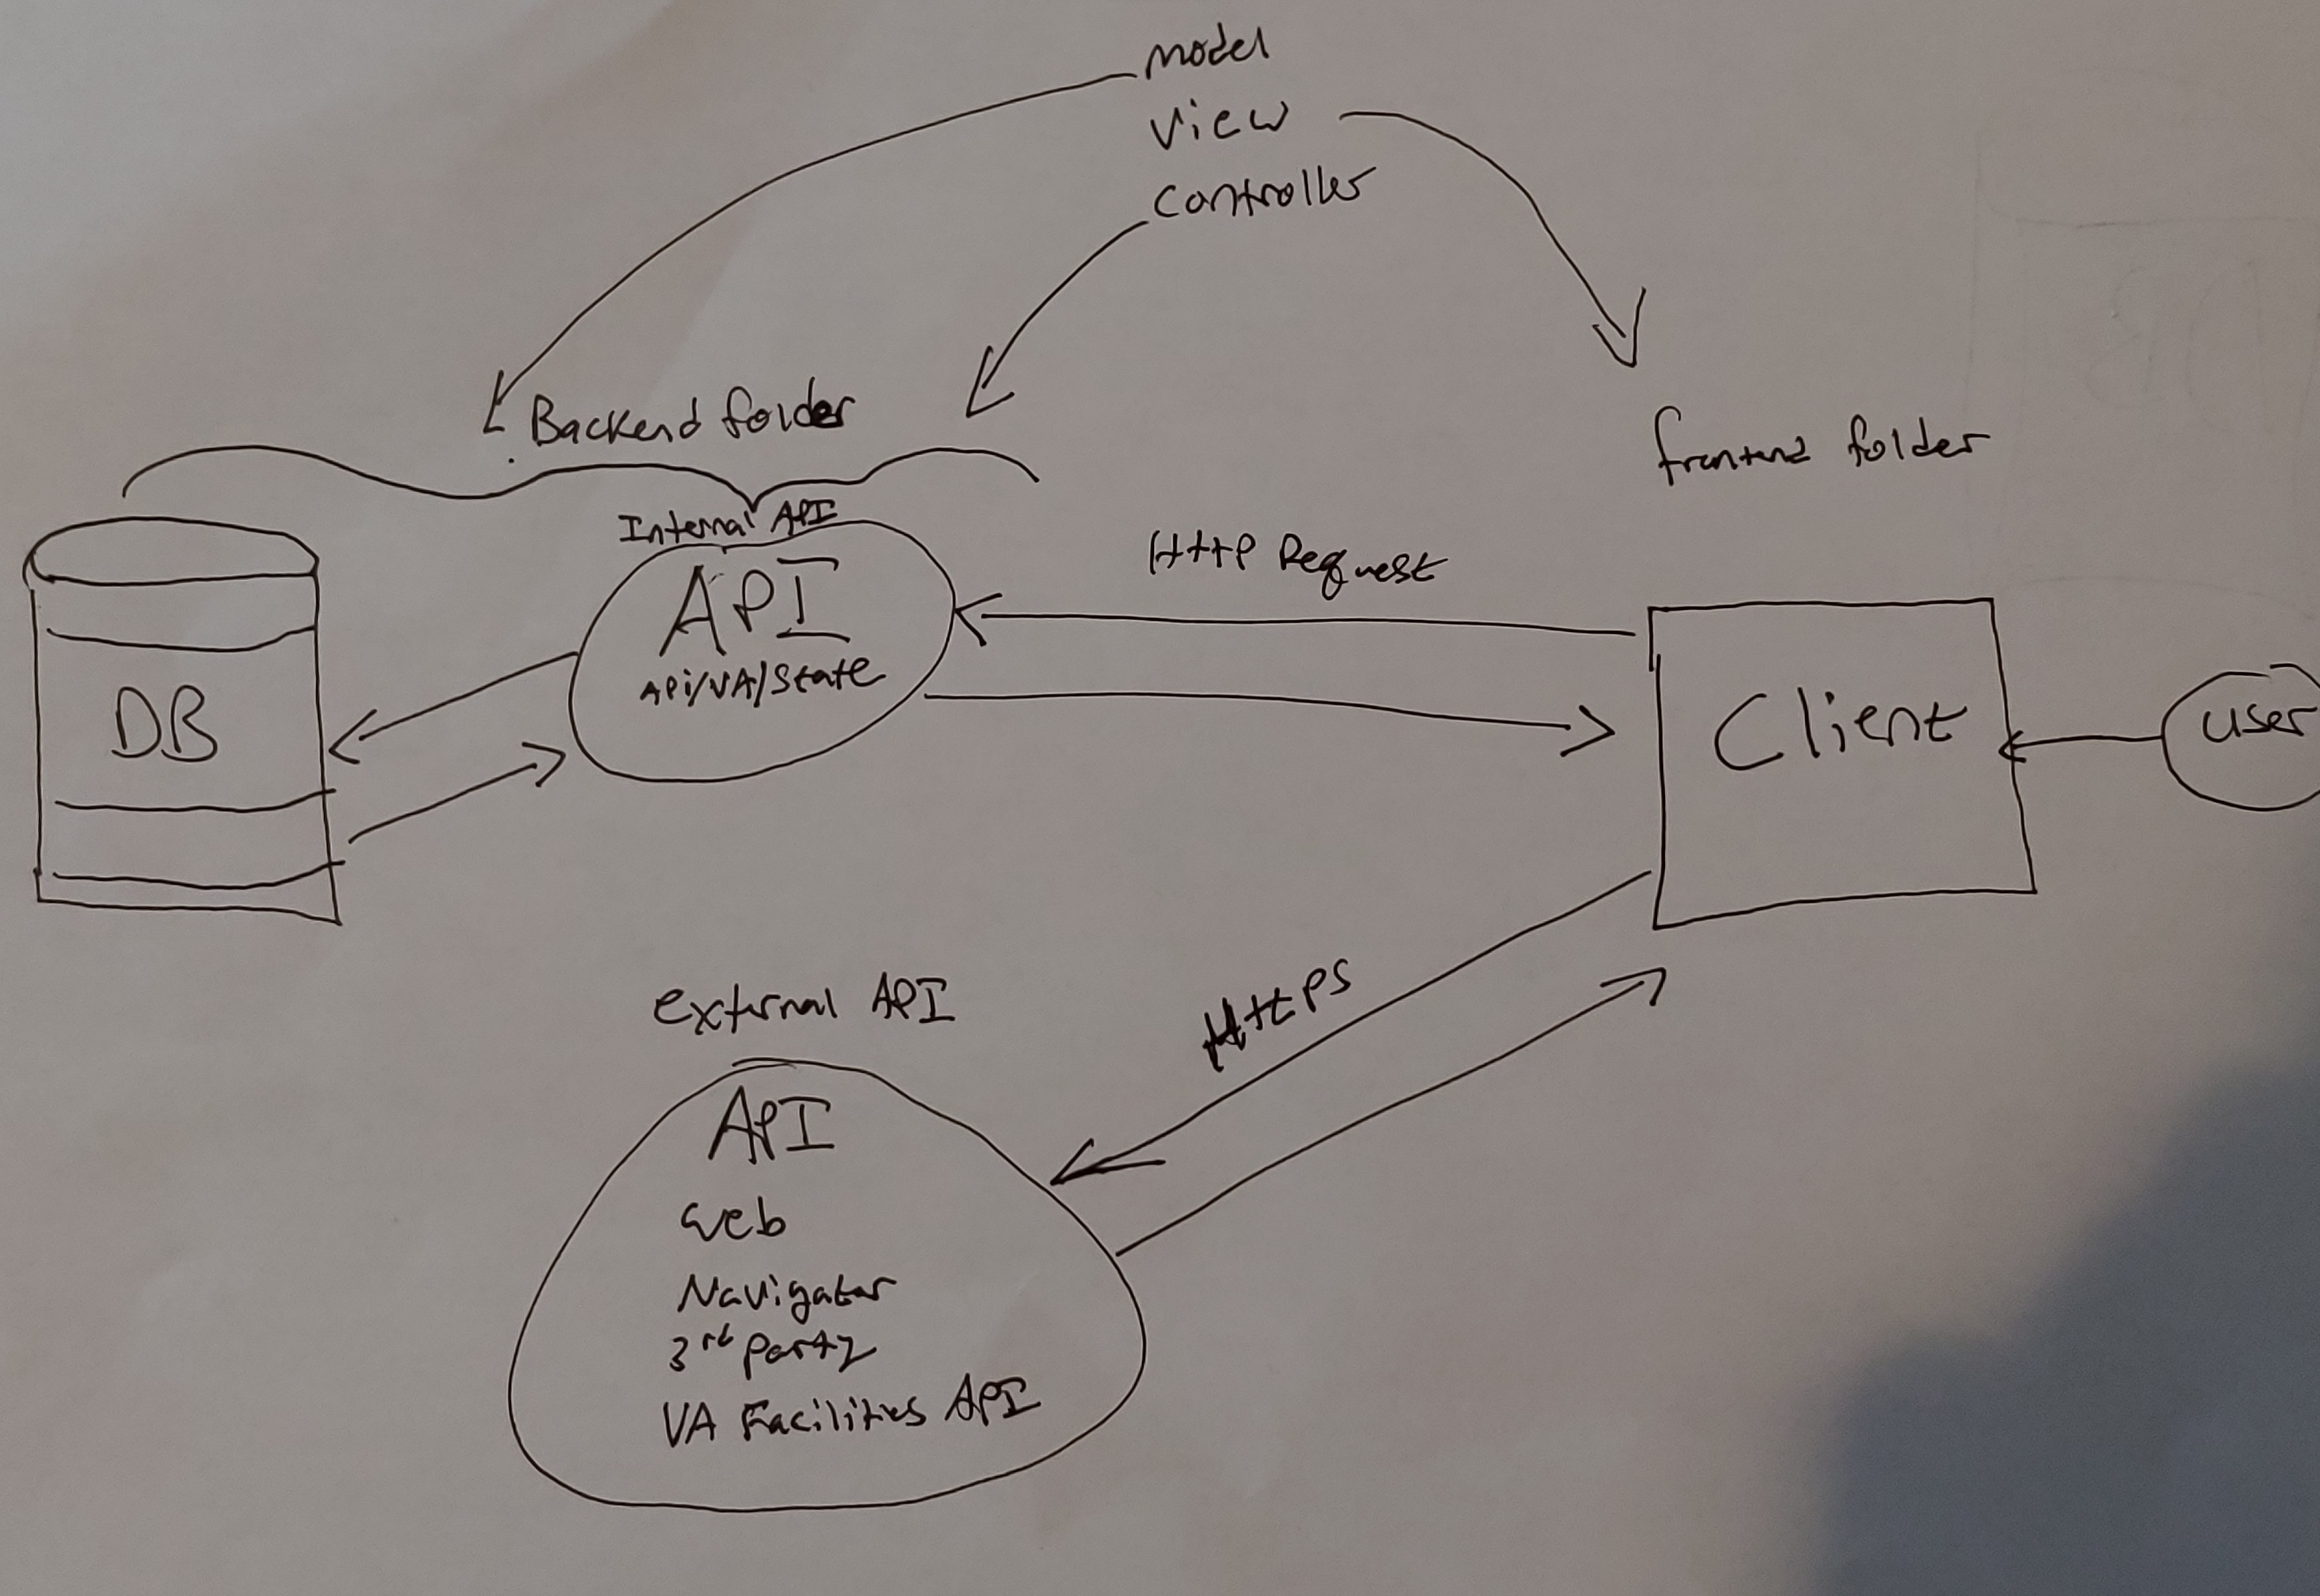 model
view
controller
Backend folder
frontend folder
Internal API
API
Api/VA/State
HTTP Request
DB
Client
user
external API
HttPS
API
web
Navigator
3rd party
VA Facilities API